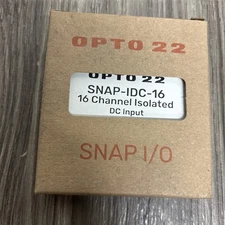 OPTO 22
OPTO 22
SNAP-IDC-16
16 Channel Isolated
DC Input
SNAP I/O